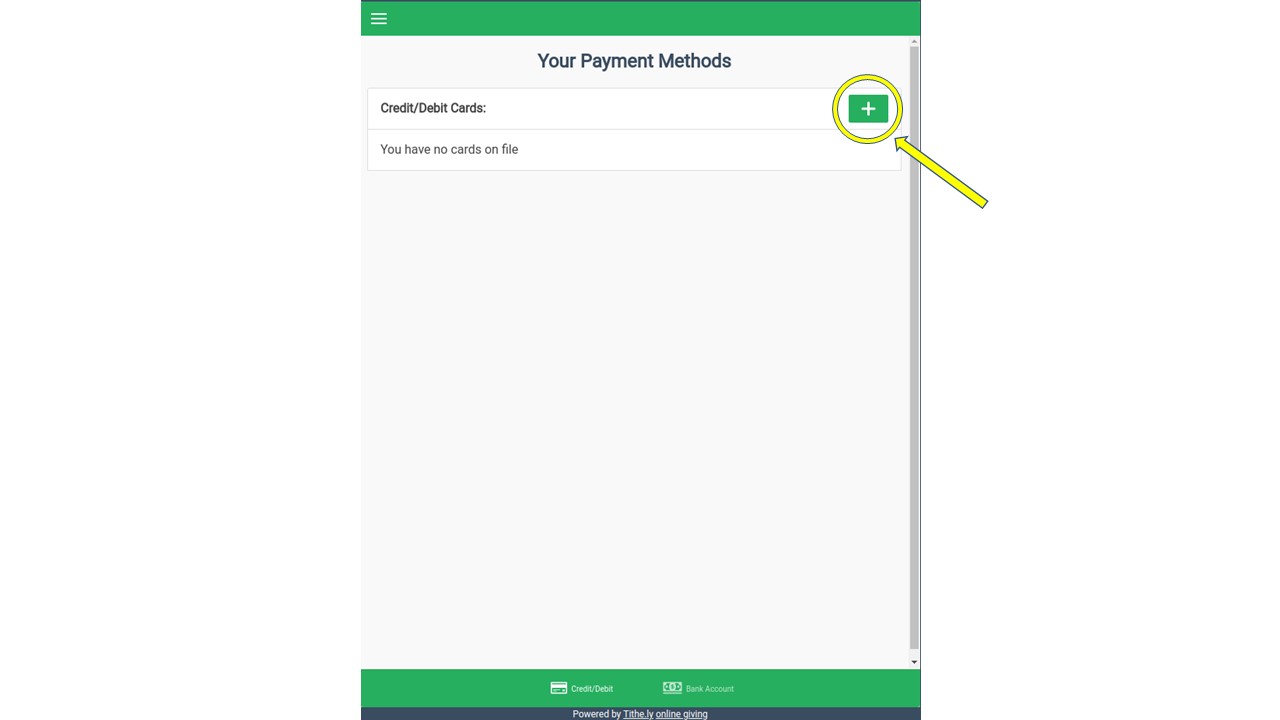 Your Payment Methods
Credit/Debit Cards:
You have no cards on file
Credit/Debit
Bank Account
Powered by Tithe.ly online giving